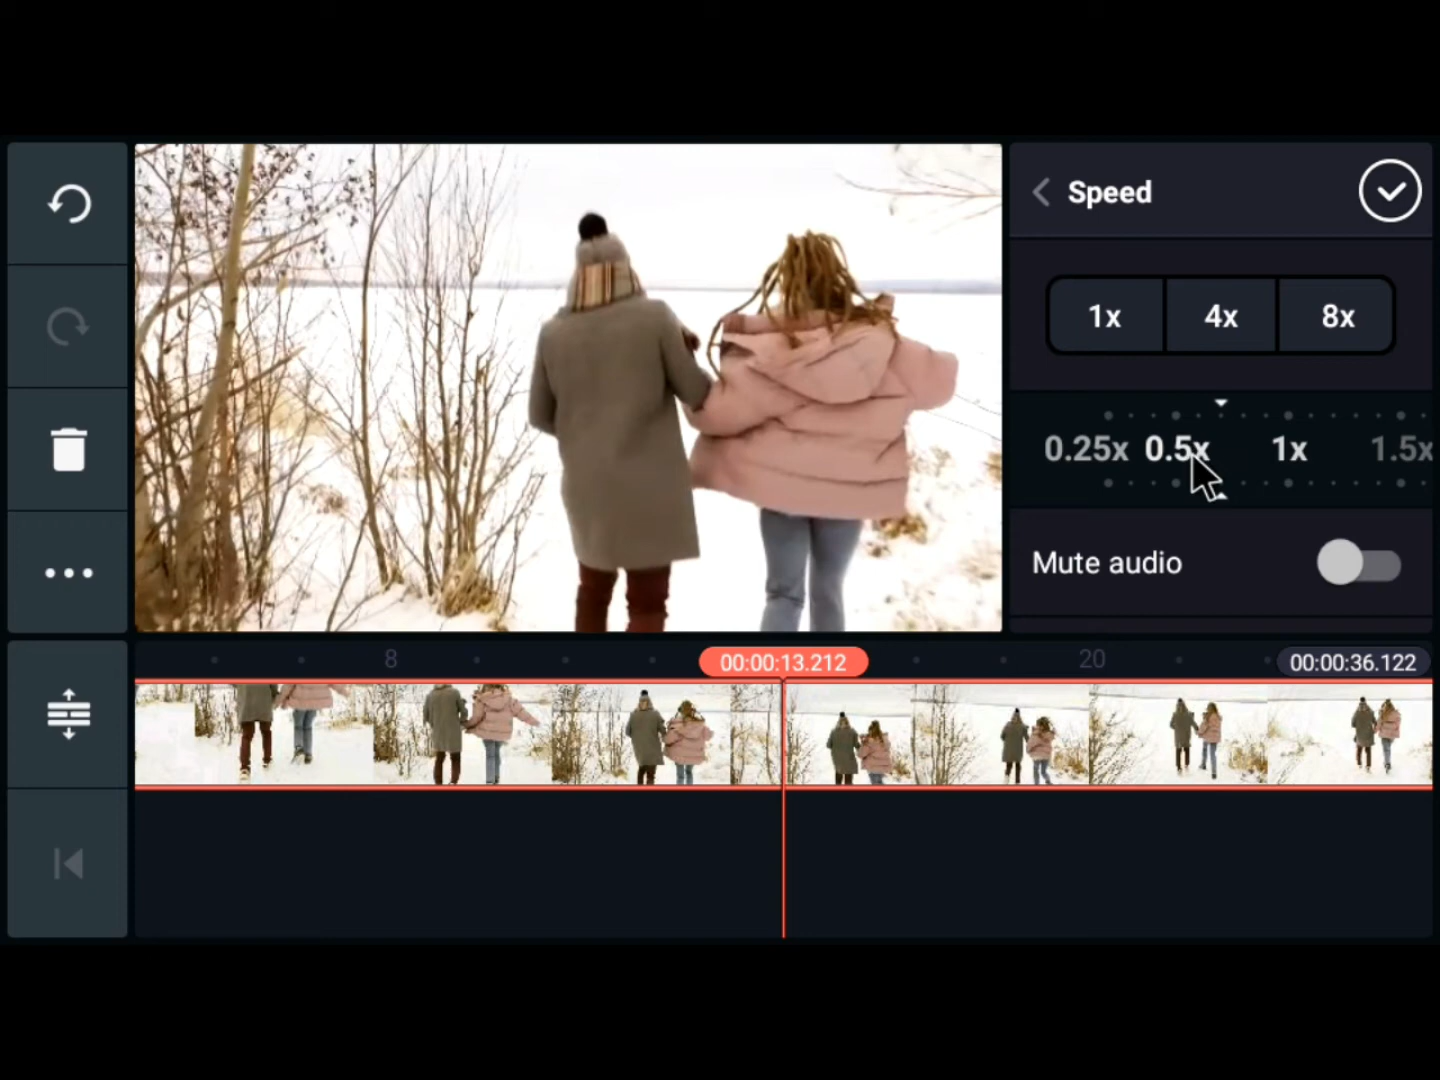 Speed
1x 4x 8x
0.25x 0.5x 1x 1.5x
Mute audio
8 00:00:13.212 20 00:00:36.122